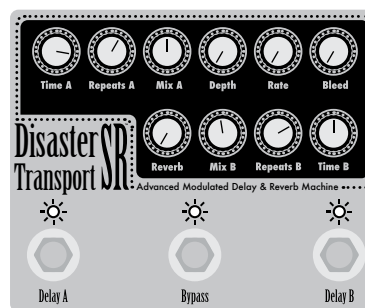 Time A Repeats A Mix A Depth Rate Bleed
Reverb Mix B Repeats B Time B
Disaster
Transport SR
Advanced Modulated Delay & Reverb Machine
Delay A Bypass Delay B